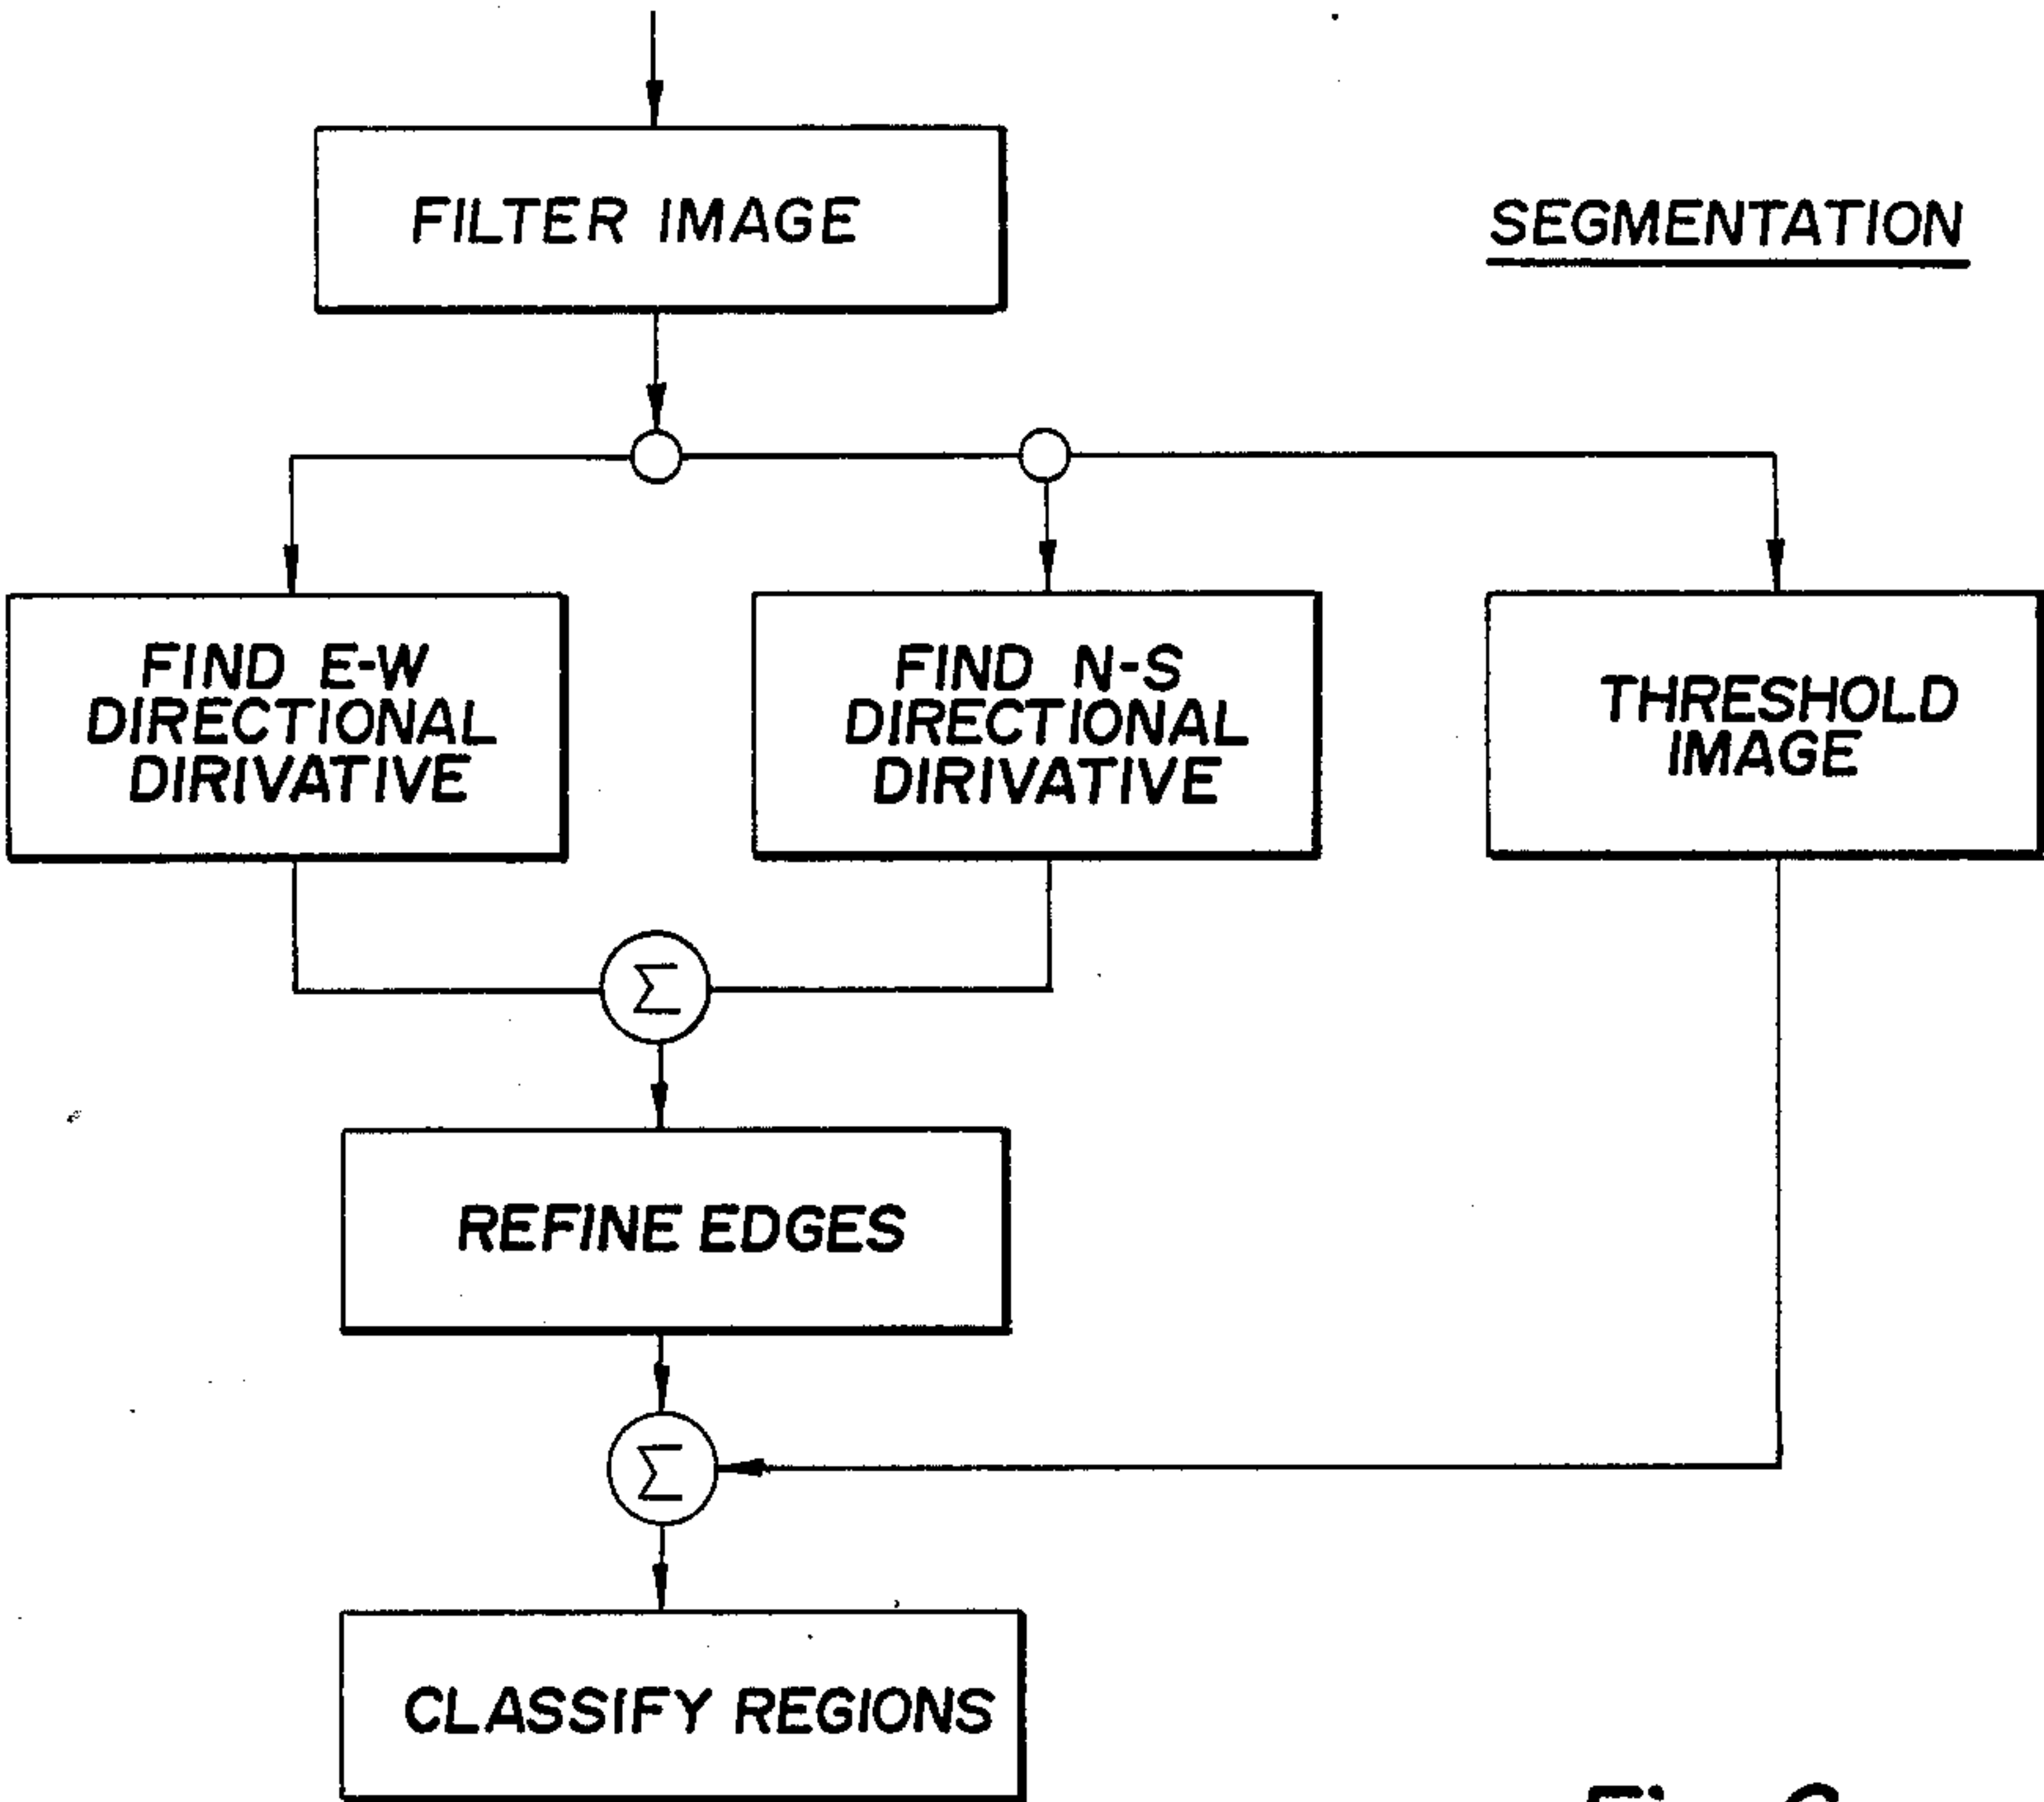 FILTER IMAGE
SEGMENTATION
FIND E-W
DIRECTIONAL
DIRIVATIVE
FIND N-S
DIRECTIONAL
DIRIVATIVE
THRESHOLD
IMAGE
Σ
REFINE EDGES
Σ
CLASSIFY REGIONS